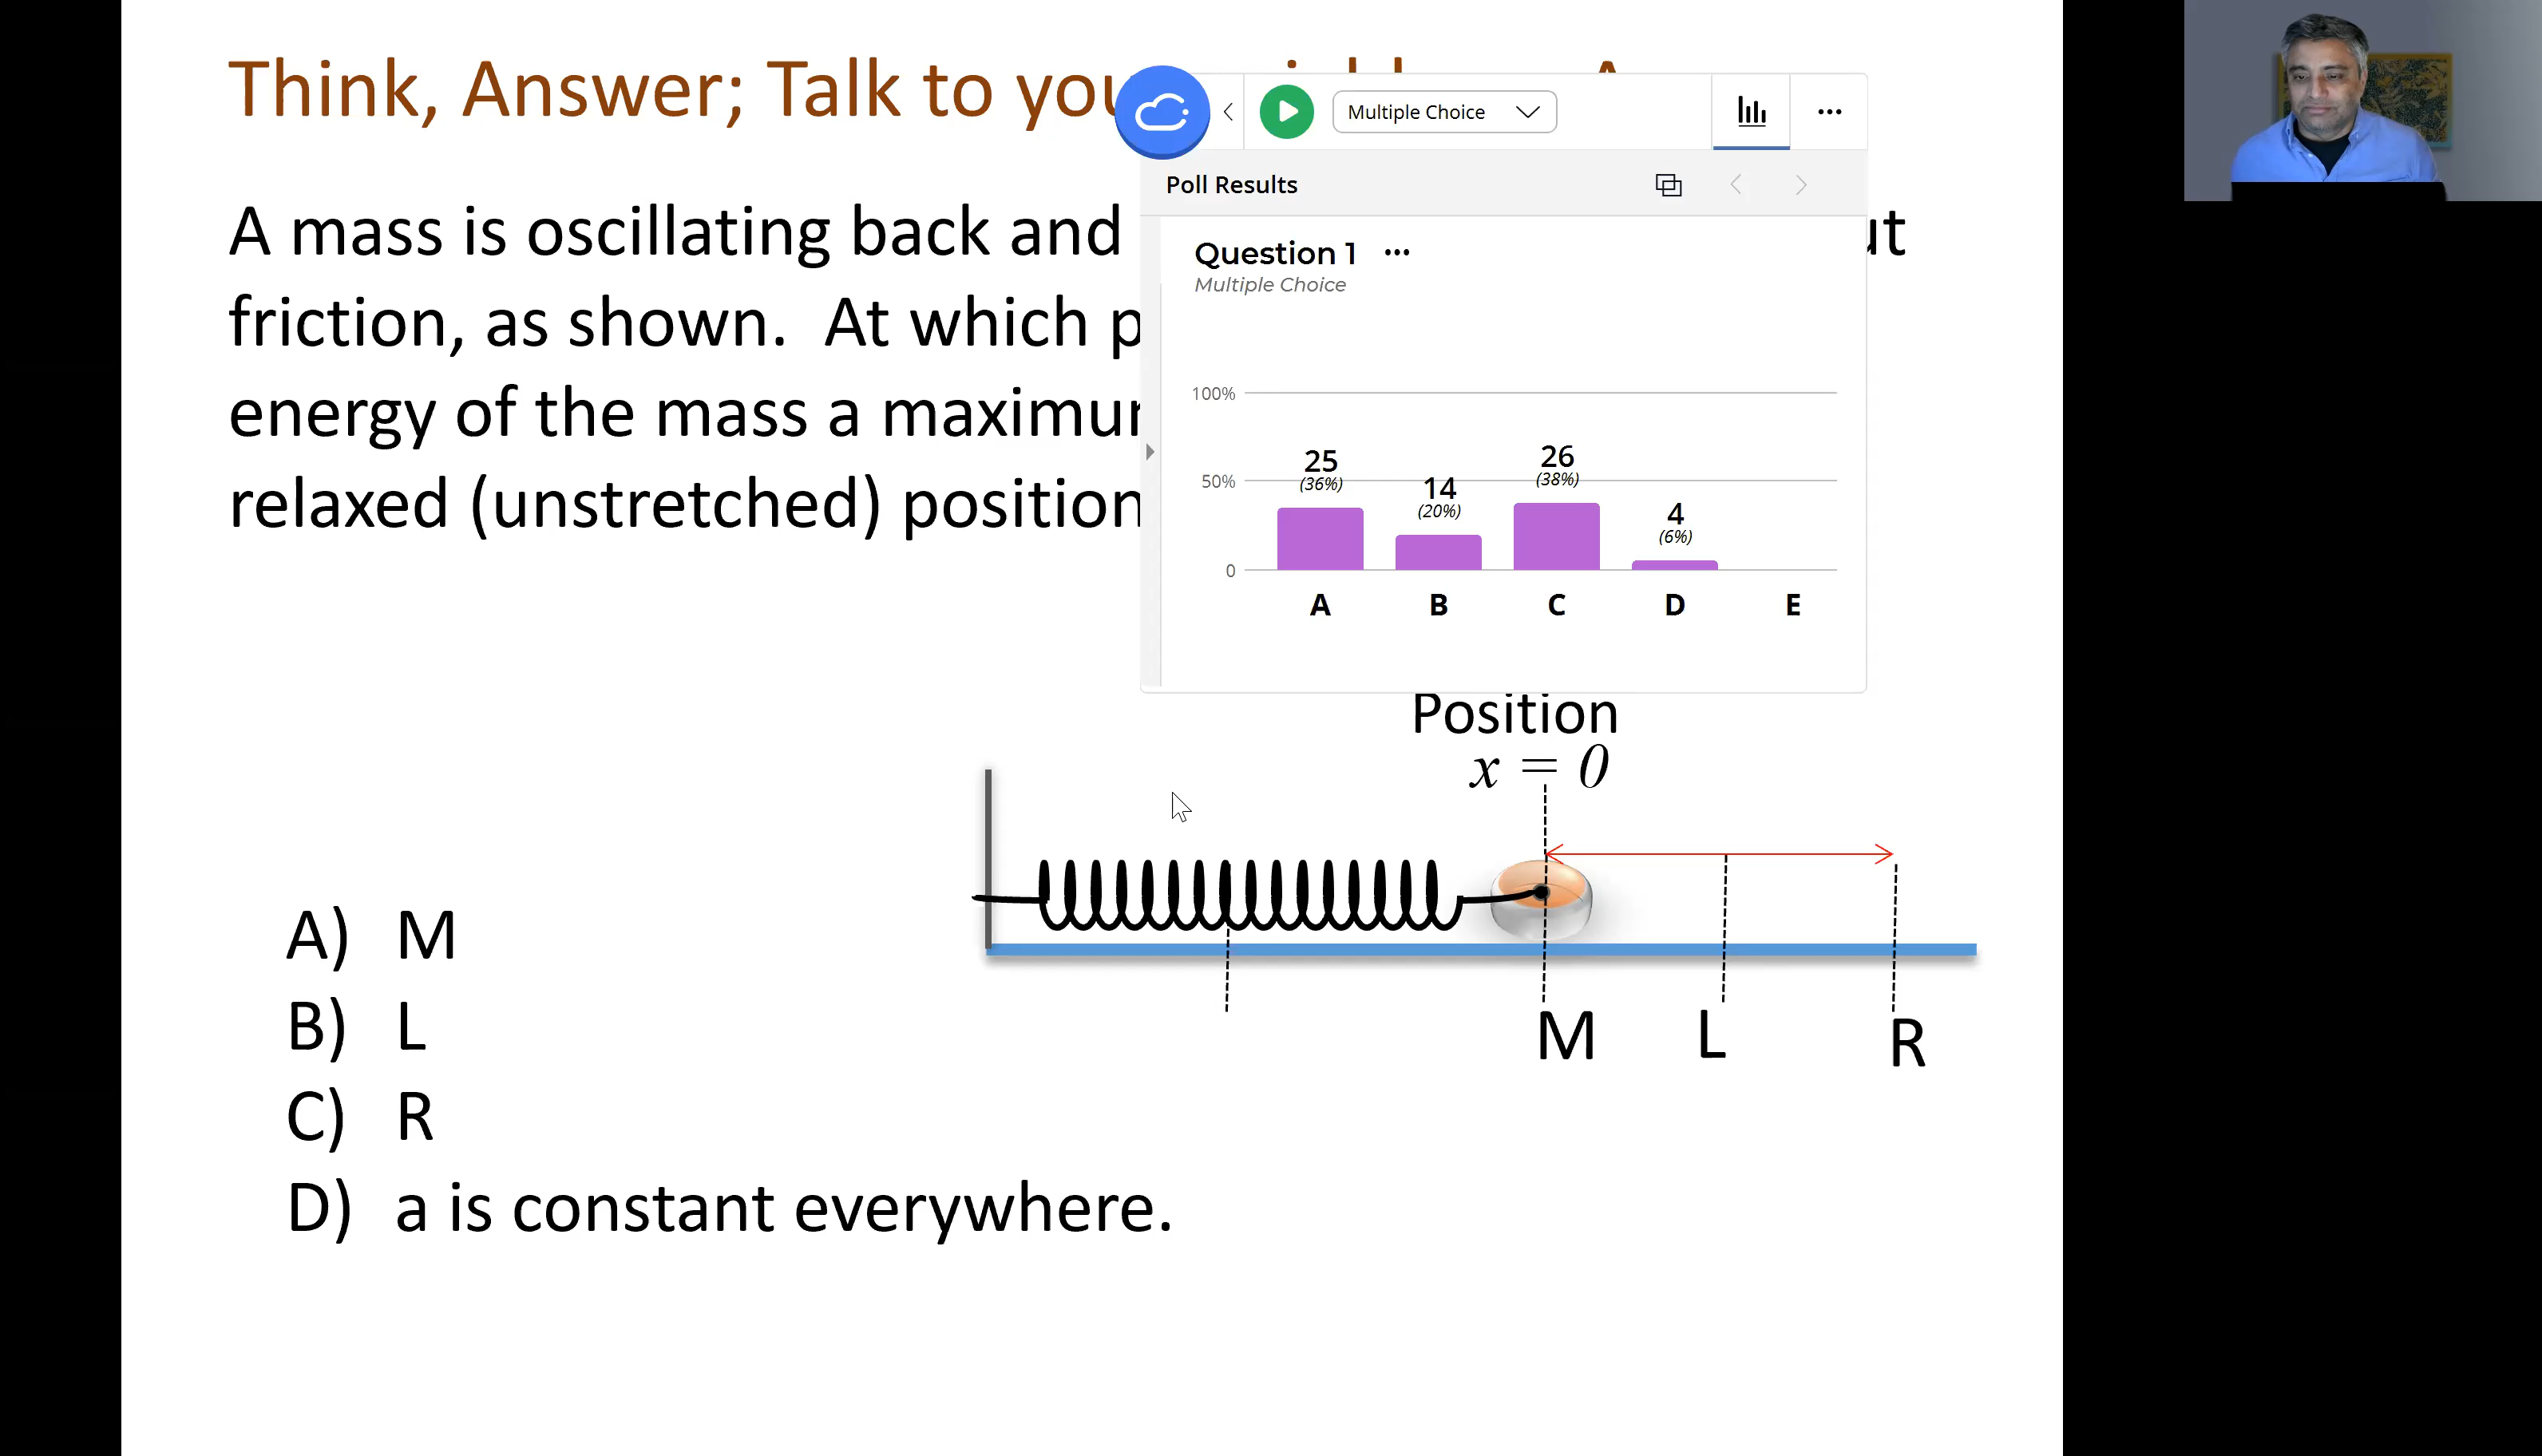 Think, Answer; Talk to
Multiple Choice
Poll Results
A mass is oscillating back and
Question 1
Multiple Choice
friction, as shown. At which
energy of the mass a
relaxed (unstretched) position
100%
50%
0
25
(36%)
14
(20%)
26
(38%)
4
(6%)
A B C D E
Position
x = 0
M L R
A) M
B) L
C) R
D) a is constant everywhere.